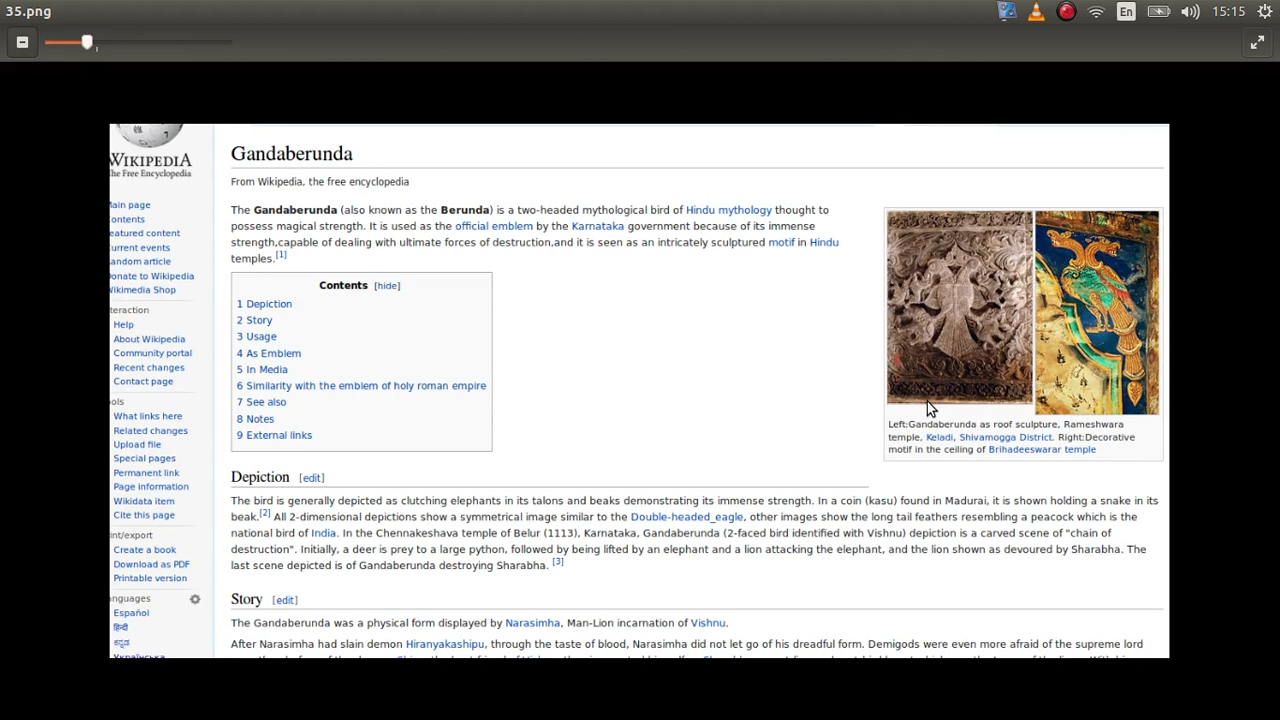 35.png
En
15:15
WIKIPEDIA
The Free Encyclopedia
Main page
Contents
Featured content
Current events
Random article
Donate to Wikipedia
Wikimedia Shop
Interaction
Help
About Wikipedia
Community portal
Recent changes
Contact page
Tools
What links here
Related changes
Upload file
Special pages
Permanent link
Page information
Wikidata item
Cite this page
Print/export
Create a book
Download as PDF
Printable version
Languages
Español
हिन्दी
ಕನ್ನಡ
Українська
Gandaberunda
From Wikipedia, the free encyclopedia
The Gandaberunda (also known as the Berunda) is a two-headed mythological bird of Hindu mythology thought to
possess magical strength. It is used as the official emblem by the Karnataka government because of its immense
strength,capable of dealing with ultimate forces of destruction,and it is seen as an intricately sculptured motif in Hindu
temples.[1]
Contents [hide]
1 Depiction
2 Story
3 Usage
4 As Emblem
5 In Media
6 Similarity with the emblem of holy roman empire
7 See also
8 Notes
9 External links
Left:Gandaberunda as roof sculpture, Rameshwara
temple, Keladi, Shivamogga District. Right:Decorative
motif in the ceiling of Brihadeeswarar temple
Depiction [edit]
The bird is generally depicted as clutching elephants in its talons and beaks demonstrating its immense strength. In a coin (kasu) found in Madurai, it is shown holding a snake in its
beak.[2] All 2-dimensional depictions show a symmetrical image similar to the Double-headed_eagle, other images show the long tail feathers resembling a peacock which is the
national bird of India. In the Chennakeshava temple of Belur (1113), Karnataka, Gandaberunda (2-faced bird identified with Vishnu) depiction is a carved scene of "chain of
destruction". Initially, a deer is prey to a large python, followed by being lifted by an elephant and a lion attacking the elephant, and the lion shown as devoured by Sharabha. The
last scene depicted is of Gandaberunda destroying Sharabha. [3]
Story [edit]
The Gandaberunda was a physical form displayed by Narasimha, Man-Lion incarnation of Vishnu.
After Narasimha had slain demon Hiranyakashipu, through the taste of blood, Narasimha did not let go of his dreadful form. Demigods were even more afraid of the supreme lord